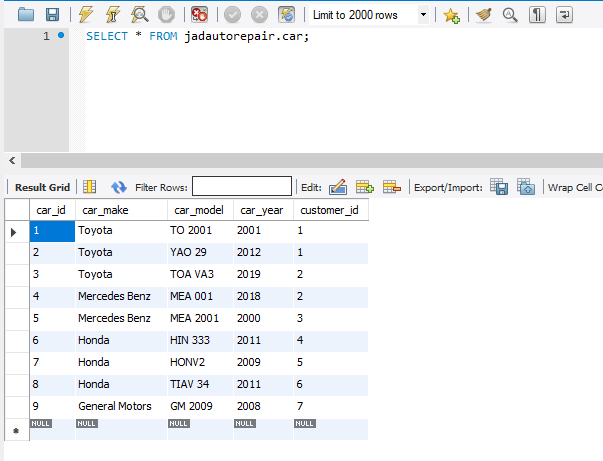 Limit to 2000 rows
1 SELECT * FROM jadautorepair.car;
Result Grid Filter Rows: Edit: Export/Import: Wrap Cell Co
car_id car_make car_model car_year customer_id
1 Toyota TO 2001 2001 1
2 Toyota YAO 29 2012 1
3 Toyota TOA VA3 2019 2
4 Mercedes Benz MEA 001 2018 2
5 Mercedes Benz MEA 2001 2000 3
6 Honda HIN 333 2011 4
7 Honda HONV2 2009 5
8 Honda TIAV 34 2011 6
9 General Motors GM 2009 2008 7
NULL NULL NULL NULL NULL